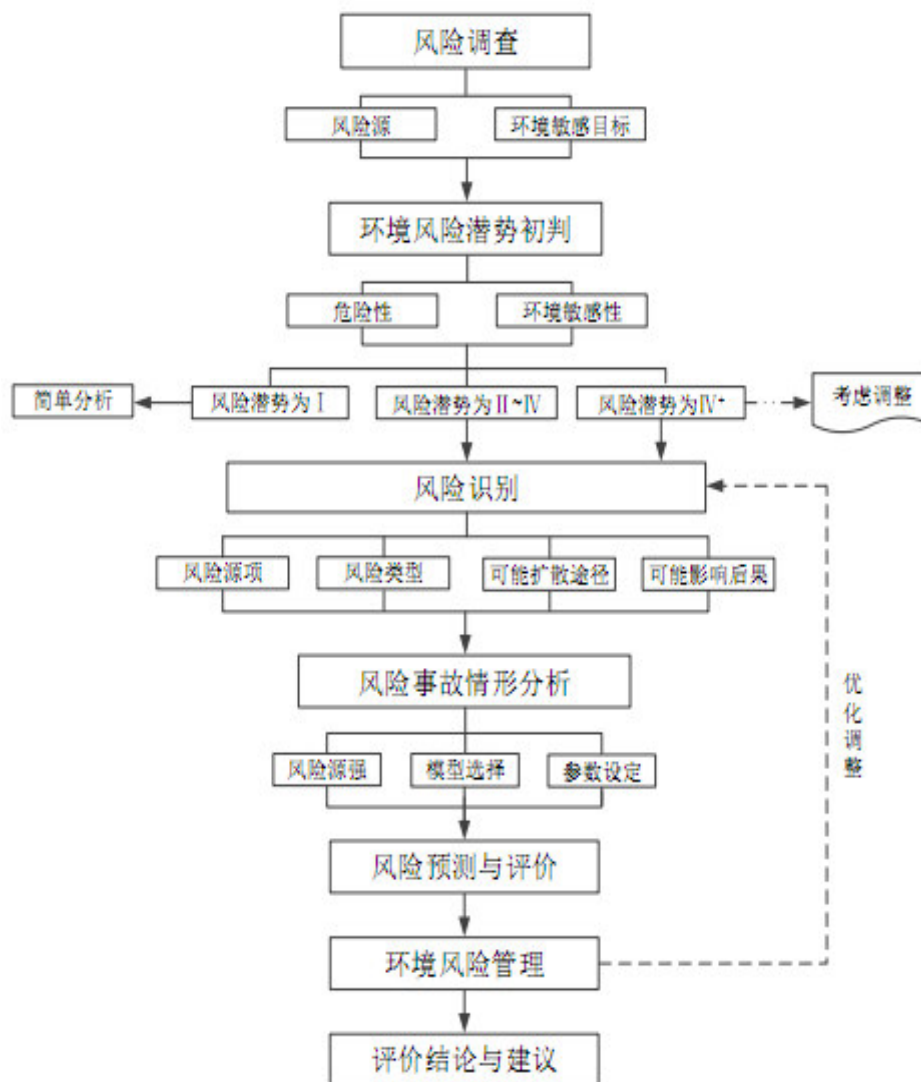 风险调查
风险源
环境敏感目标
环境风险潜势初判
危险性
环境敏感性
简单分析
风险潜势为Ⅰ
风险潜势为Ⅱ~Ⅳ
风险潜势为Ⅳ⁺
考虑调整
风险识别
风险源项
风险类型
可能扩散途径
可能影响后果
风险事故情形分析
优化调整
风险源强
模型选择
参数设定
风险预测与评价
环境风险管理
评价结论与建议